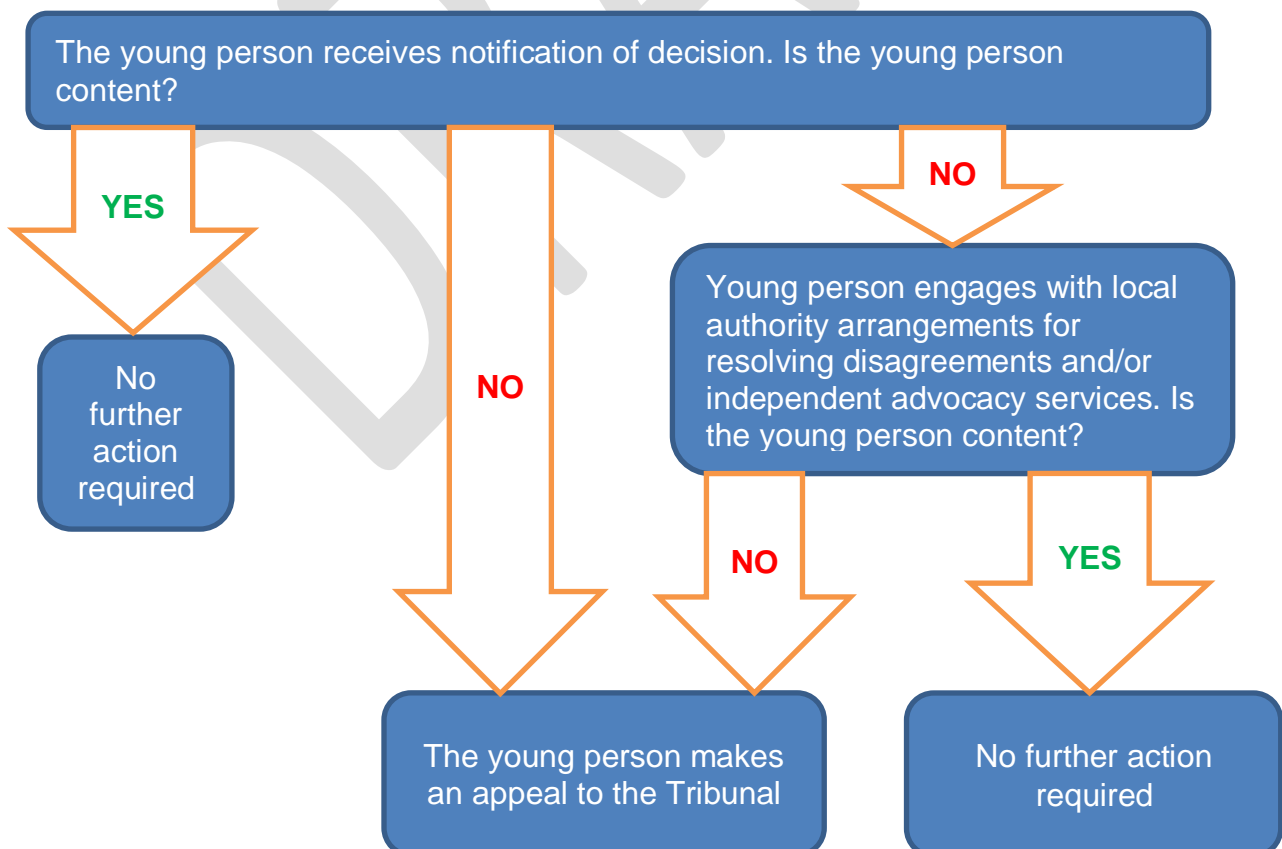 The young person receives notification of decision. Is the young person
content?
YES
NO
NO
No
further
action
required
Young person engages with local
authority arrangements for
resolving disagreements and/or
independent advocacy services. Is
the young person content?
NO
YES
The young person makes
an appeal to the Tribunal
No further action
required